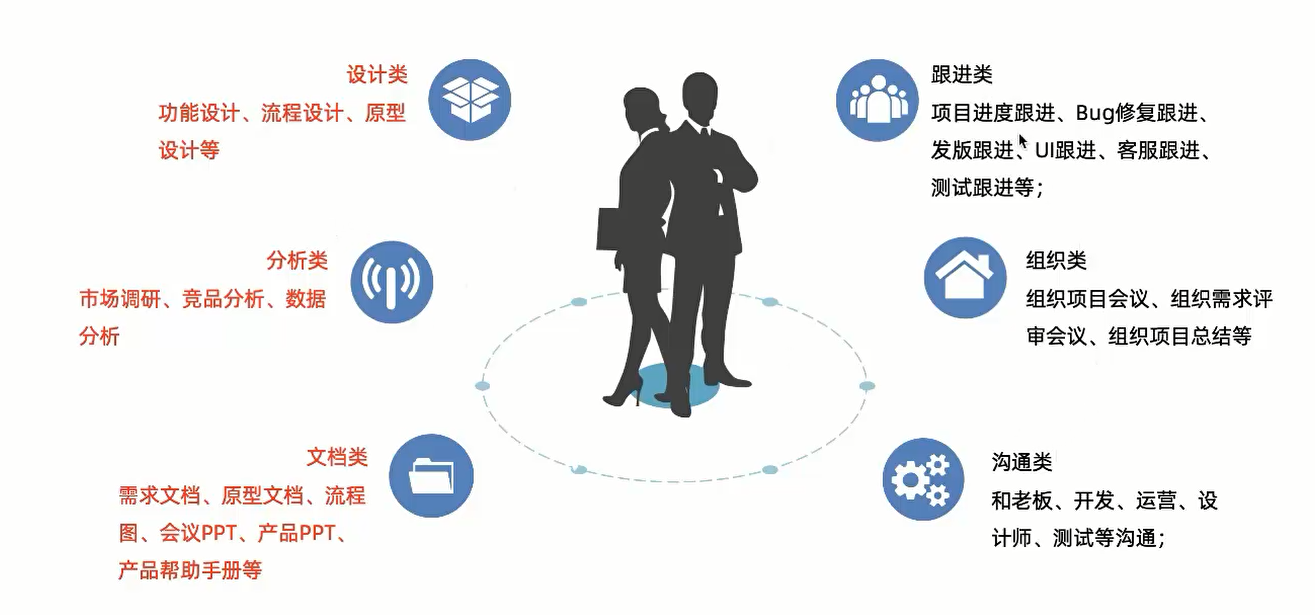 设计类
功能设计、流程设计、原型
设计等
分析类
市场调研、竞品分析、数据
分析
文档类
需求文档、原型文档、流程
图、会议PPT、产品PPT、
产品帮助手册等
跟进类
项目进度跟进、Bug修复跟进、
发版跟进、UI跟进、客服跟进、
测试跟进等；
组织类
组织项目会议、组织需求评
审会议、组织项目总结等
沟通类
和老板、开发、运营、设
计师、测试等沟通；